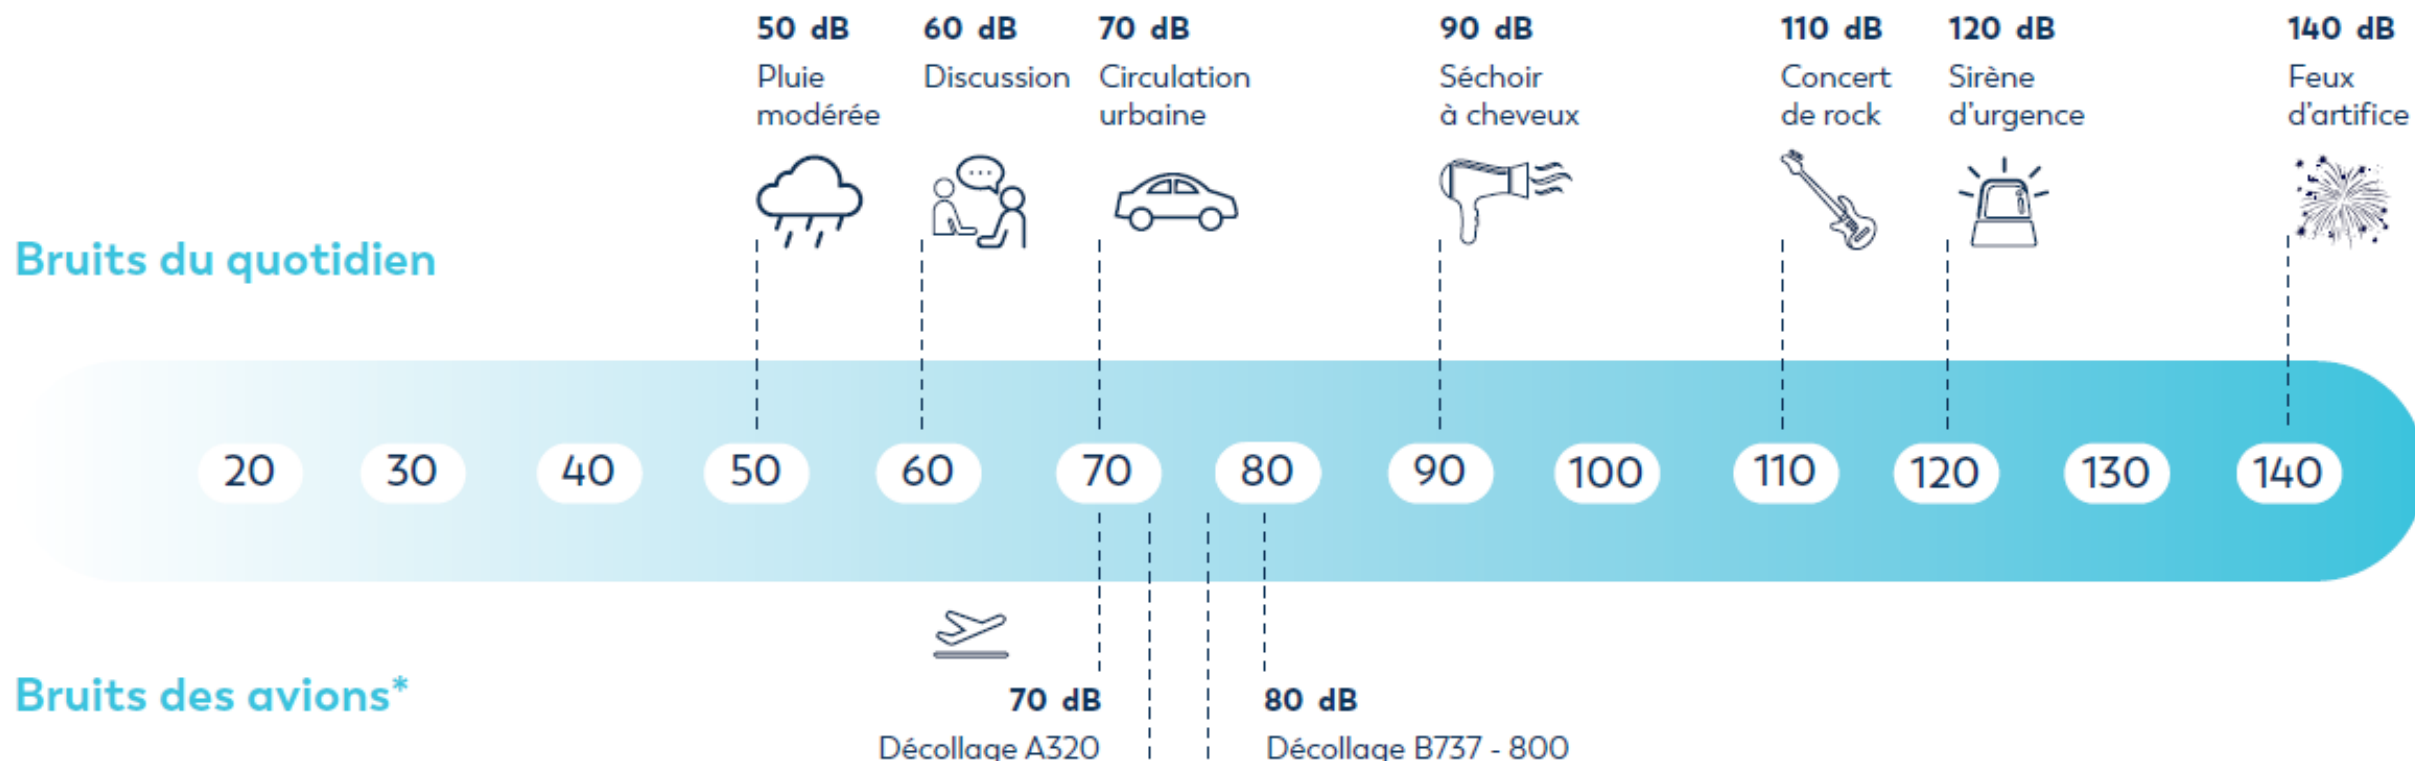 50 dB
Pluie
modérée
60 dB
Discussion
70 dB
Circulation
urbaine
90 dB
Séchoir
à cheveux
110 dB
Concert
de rock
120 dB
Sirène
d'urgence
140 dB
Feux
d'artifice
Bruits du quotidien
20 30 40 50 60 70 80 90 100 110 120 130 140
Bruits des avions*
70 dB
Décollage A320
80 dB
Décollage B737 - 800